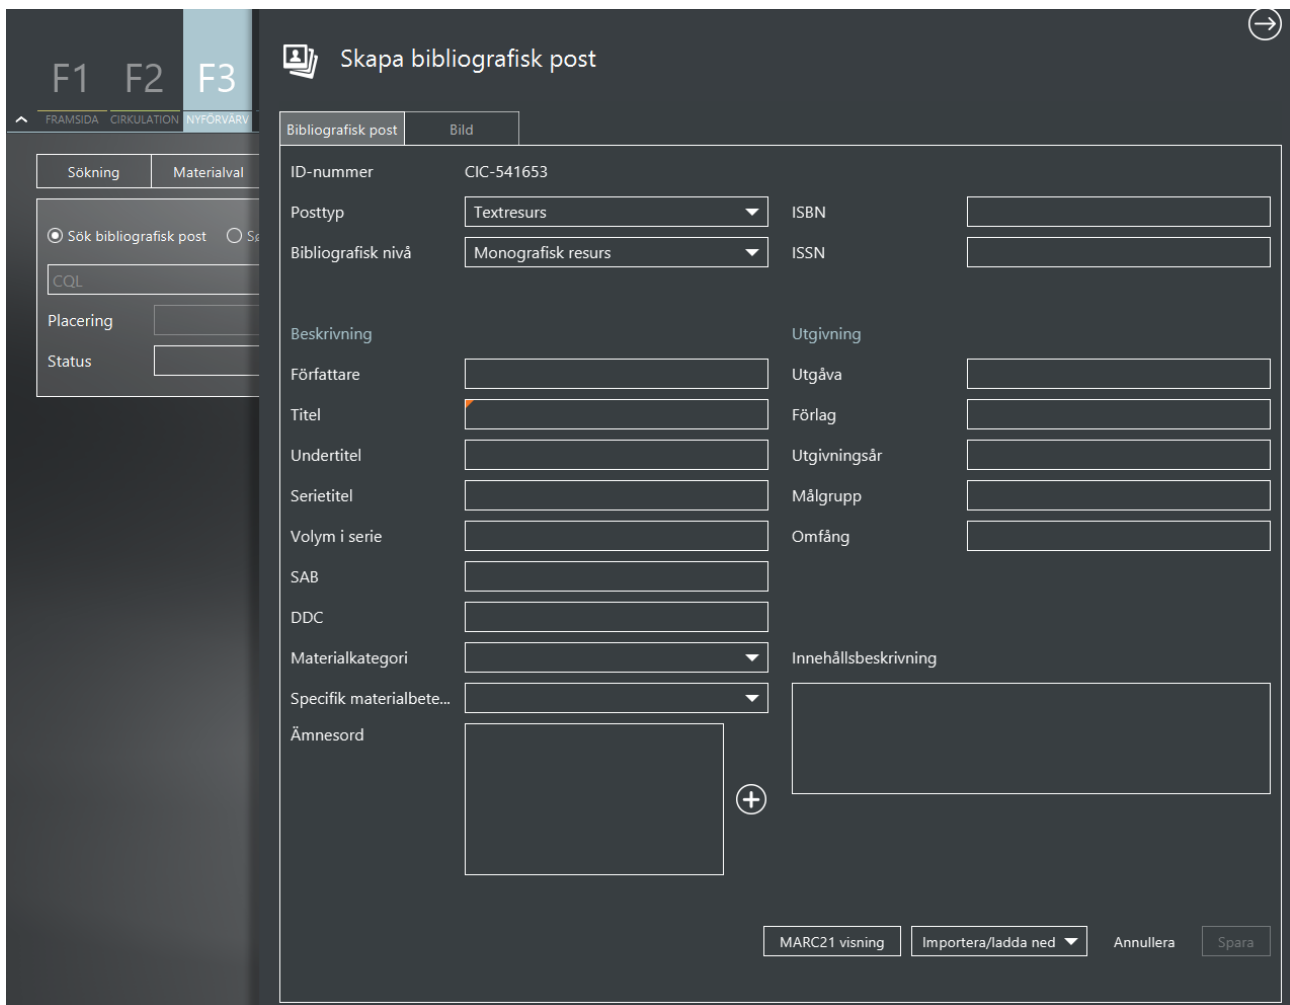 F1 F2 F3
FRAMSIDA CIRKULATION NYFÖRVÄRV
Sökning Materialval
Sök bibliografisk post
CQL
Placering
Status
Skapa bibliografisk post
Bibliografisk post Bild
ID-nummer CIC-541653
Posttyp Textresurs ISBN
Bibliografisk nivå Monografisk resurs ISSN
Beskrivning Utgivning
Författare Utgåva
Titel Förlag
Undertitel Utgivningsår
Serietitel Målgrupp
Volym i serie Omfång
SAB
DDC
Materialkategori Innehållsbeskrivning
Specifik materialbete...
Ämnesord
MARC21 visning Importera/ladda ned Annullera Spara